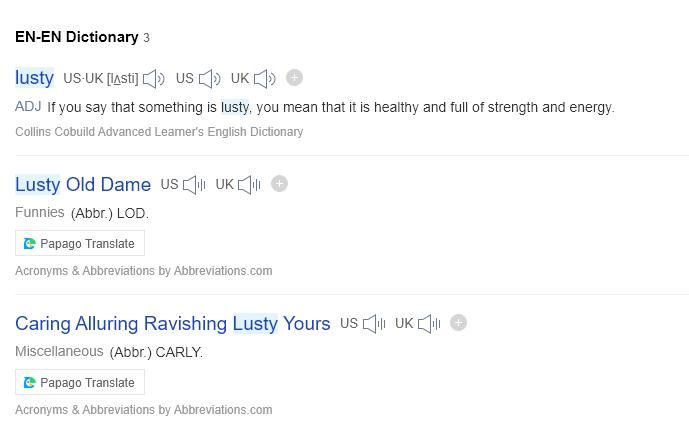 EN-EN Dictionary 3
lusty US·UK [lʌsti] US UK
ADJ If you say that something is lusty, you mean that it is healthy and full of strength and energy.
Collins Cobuild Advanced Learner's English Dictionary
Lusty Old Dame US UK
Funnies (Abbr.) LOD.
Papago Translate
Acronyms & Abbreviations by Abbreviations.com
Caring Alluring Ravishing Lusty Yours US UK
Miscellaneous (Abbr.) CARLY.
Papago Translate
Acronyms & Abbreviations by Abbreviations.com